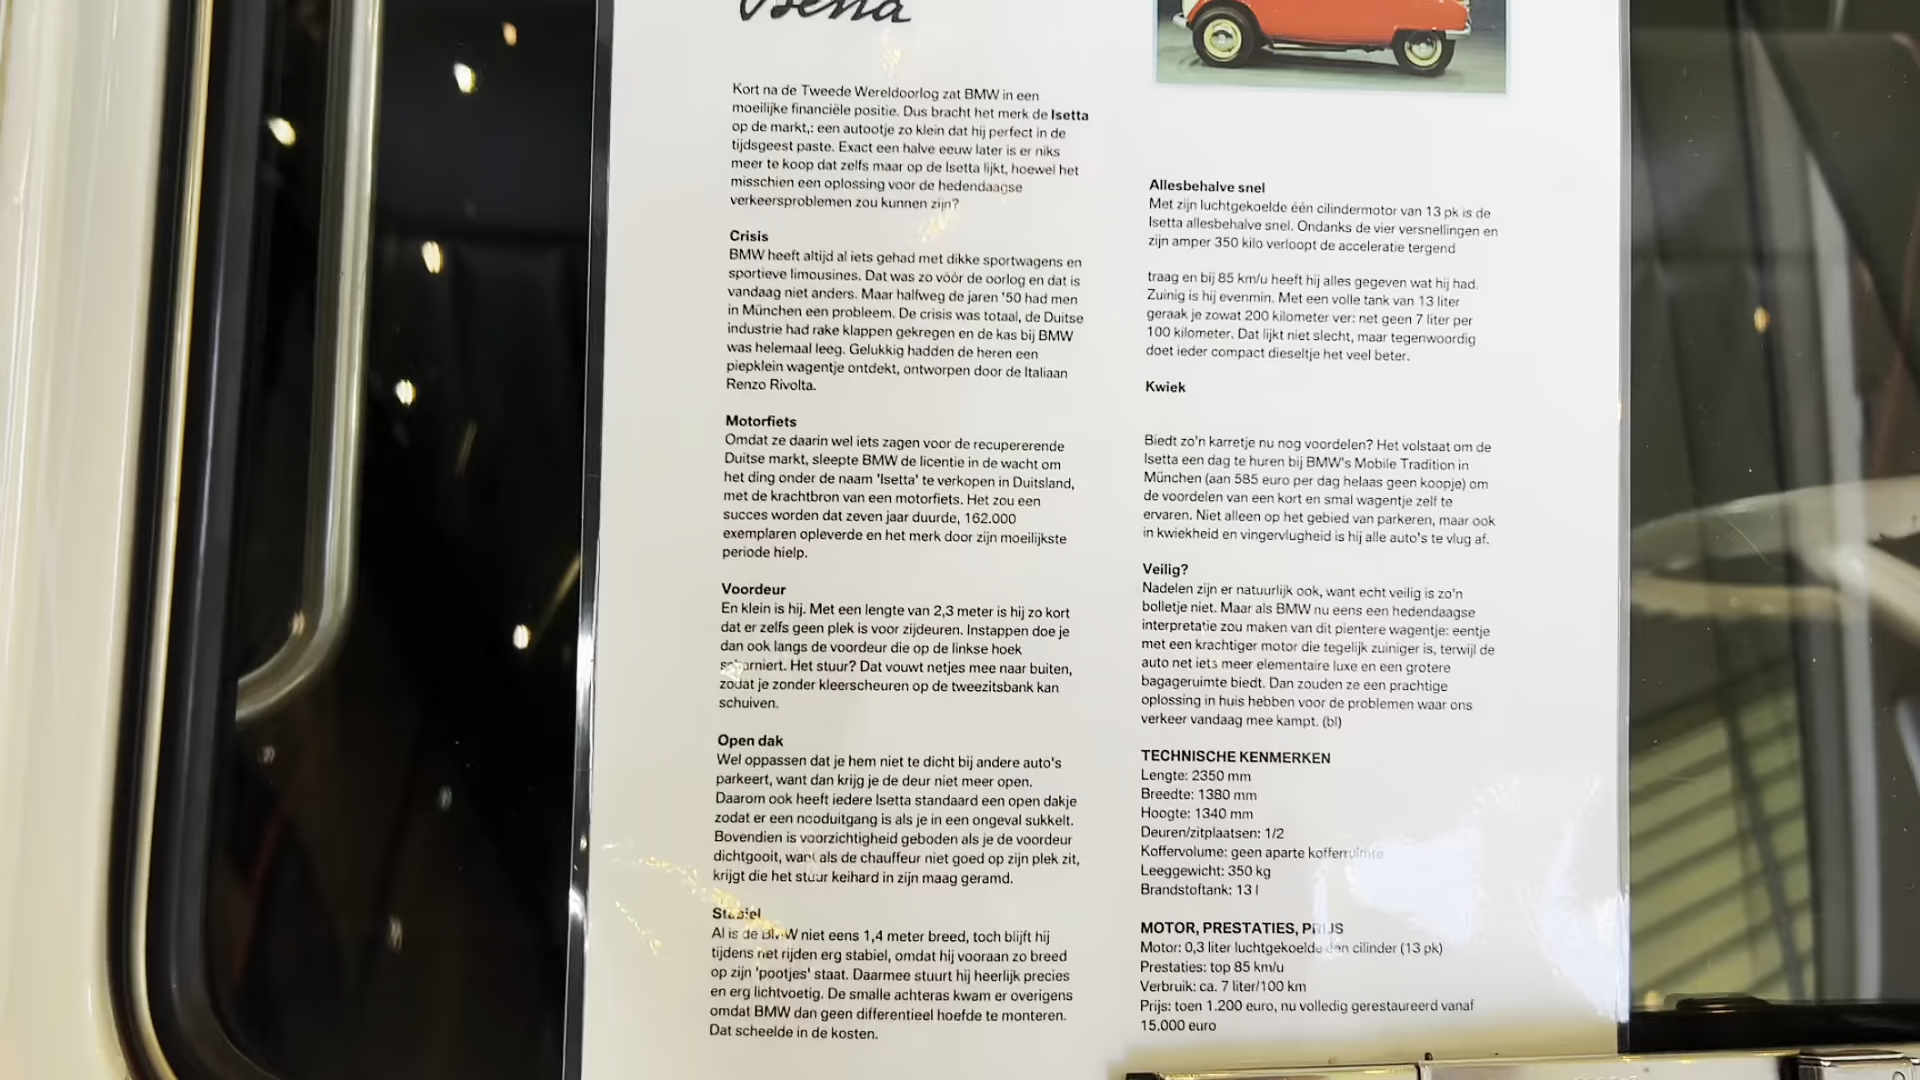 Isetta
Kort na de Tweede Wereldoorlog zat BMW in een
moeilijke financiële positie. Dus bracht het merk de Isetta
op de markt,: een autootje zo klein dat hij perfect in de
tijdsgeest paste. Exact een halve eeuw later is er niks
meer te koop dat zelfs maar op de Isetta lijkt, hoewel het
misschien een oplossing voor de hedendaagse
verkeersproblemen zou kunnen zijn?
Crisis
BMW heeft altijd al iets gehad met dikke sportwagens en
sportieve limousines. Dat was zo vóór de oorlog en dat is
vandaag niet anders. Maar halfweg de jaren '50 had men
in München een probleem. De crisis was totaal, de Duitse
industrie had rake klappen gekregen en de kas bij BMW
was helemaal leeg. Gelukkig hadden de heren een
piepklein wagentje ontdekt, ontworpen door de Italiaan
Renzo Rivolta.
Motorfiets
Omdat ze daarin wel iets zagen voor de recupererende
Duitse markt, sleepte BMW de licentie in de wacht om
het ding onder de naam 'Isetta' te verkopen in Duitsland,
met de krachtbron van een motorfiets. Het zou een
succes worden dat zeven jaar duurde, 162.000
exemplaren opleverde en het merk door zijn moeilijkste
periode hielp.
Voordeur
En klein is hij. Met een lengte van 2,3 meter is hij zo kort
dat er zelfs geen plek is voor zijdeuren. Instappen doe je
dan ook langs de voordeur die op de linkse hoek
scharniert. Het stuur? Dat vouwt netjes mee naar buiten,
zodat je zonder kleerscheuren op de tweezitsbank kan
schuiven.
Open dak
Wel oppassen dat je hem niet te dicht bij andere auto's
parkeert, want dan krijg je de deur niet meer open.
Daarom ook heeft iedere Isetta standaard een open dakje
zodat er een nooduitgang is als je in een ongeval sukkelt.
Bovendien is voorzichtigheid geboden als je de voordeur
dichtgooit, want als de chauffeur niet goed op zijn plek zit,
krijgt die het stuur keihard in zijn maag geramd.
Stabiel
Al is de BMW niet eens 1,4 meter breed, toch blijft hij
tijdens het rijden erg stabiel, omdat hij vooraan zo breed
op zijn 'pootjes' staat. Daarmee stuurt hij heerlijk precies
en erg lichtvoetig. De smalle achteras kwam er overigens
omdat BMW dan geen differentieel hoefde te monteren.
Dat scheelde in de kosten.
Allesbehalve snel
Met zijn luchtgekoelde één cilindermotor van 13 pk is de
Isetta allesbehalve snel. Ondanks de vier versnellingen en
zijn amper 350 kilo verloopt de acceleratie tergend
traag en bij 85 km/u heeft hij alles gegeven wat hij had.
Zuinig is hij evenmin. Met een volle tank van 13 liter
geraak je zowat 200 kilometer ver: net geen 7 liter per
100 kilometer. Dat lijkt niet slecht, maar tegenwoordig
doet ieder compact dieseltje het veel beter.
Kwiek
Biedt zo'n karretje nu nog voordelen? Het volstaat om de
Isetta een dag te huren bij BMW's Mobile Tradition in
München (aan 585 euro per dag helaas geen koopje) om
de voordelen van een kort en smal wagentje zelf te
ervaren. Niet alleen op het gebied van parkeren, maar ook
in kwiekheid en vingervlugheid is hij alle auto's te vlug af.
Veilig?
Nadelen zijn er natuurlijk ook, want echt veilig is zo'n
bolletje niet. Maar als BMW nu eens een hedendaagse
interpretatie zou maken van dit pientere wagentje: eentje
met een krachtiger motor die tegelijk zuiniger is, terwijl de
auto net iets meer elementaire luxe en een grotere
bagageruimte biedt. Dan zouden ze een prachtige
oplossing in huis hebben voor de problemen waar ons
verkeer vandaag mee kampt. (bl)
TECHNISCHE KENMERKEN
Lengte: 2350 mm
Breedte: 1380 mm
Hoogte: 1340 mm
Deuren/zitplaatsen: 1/2
Koffervolume: geen aparte kofferruimte
Leeggewicht: 350 kg
Brandstoftank: 13 l
MOTOR, PRESTATIES, PRIJS
Motor: 0,3 liter luchtgekoelde één cilinder (13 pk)
Prestaties: top 85 km/u
Verbruik: ca. 7 liter/100 km
Prijs: toen 1.200 euro, nu volledig gerestaureerd vanaf
15.000 euro